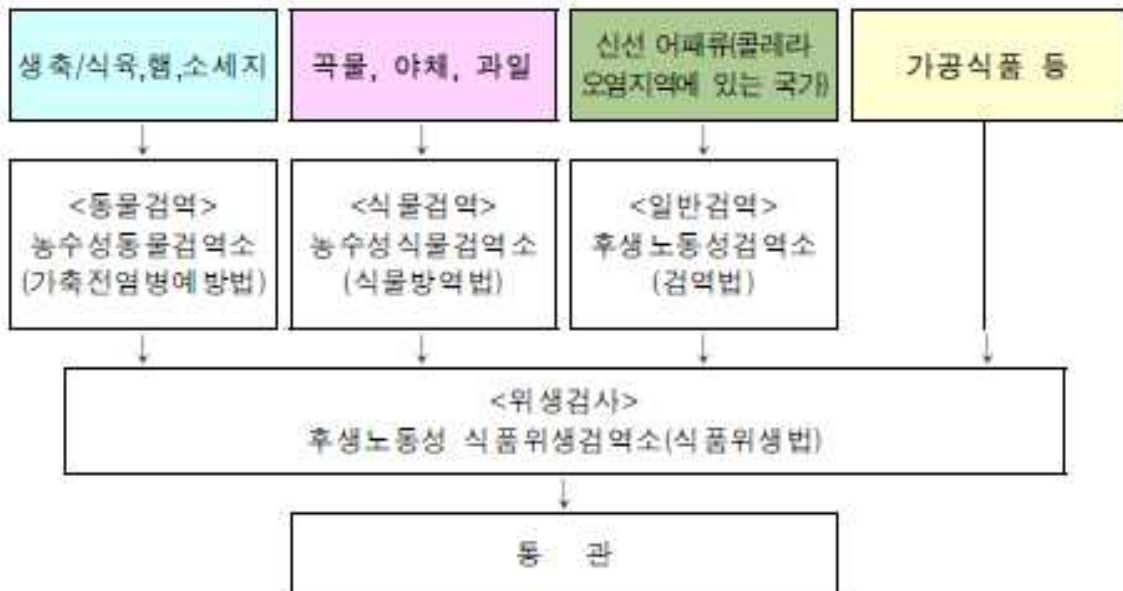 생축/식육,햄,소세지
곡물, 야채, 과일
신선 어패류(콜레라
오염지역에 있는 국가)
가공식품 등
<동물검역>
농수성동물검역소
(가축전염병예방법)
<식물검역>
농수성식물검역소
(식물방역법)
<일반검역>
후생노동성검역소
(검역법)
<위생검사>
후생노동성 식품위생검역소(식품위생법)
통 관